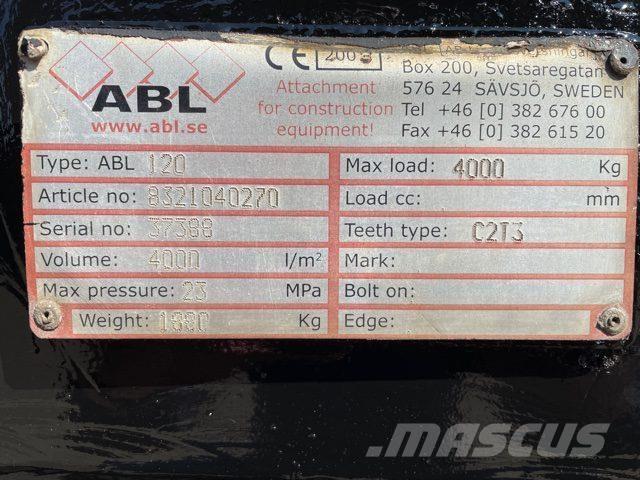 ABL
www.abl.se
CE 200
Attachment
for construction
equipment!
Box 200, Svetsaregatan
576 24 SÄVSJÖ, SWEDEN
Tel +46 [0] 382 676 00
Fax +46 [0] 382 615 20
Type: ABL 120
Article no: 8321040270
Serial no: 37388
Volume: 4000 l/m²
Max pressure: 23 MPa
Weight: 1880 Kg
Max load: 4000 Kg
Load cc: mm
Teeth type: C2T3
Mark:
Bolt on:
Edge:
MASCUS